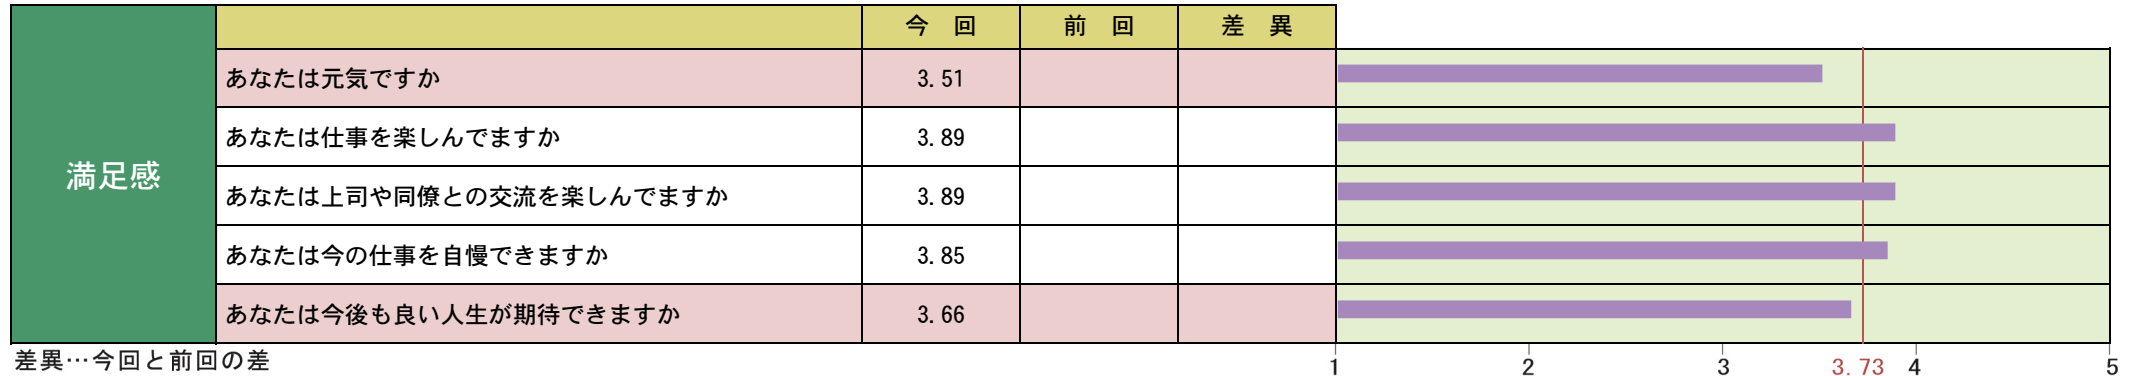 今 回 前 回 差 異
満足感
あなたは元気ですか 3.51
あなたは仕事を楽しんでますか 3.89
あなたは上司や同僚との交流を楽しんでますか 3.89
あなたは今の仕事を自慢できますか 3.85
あなたは今後も良い人生が期待できますか 3.66
差異…今回と前回の差
1 2 3 3.73 4 5